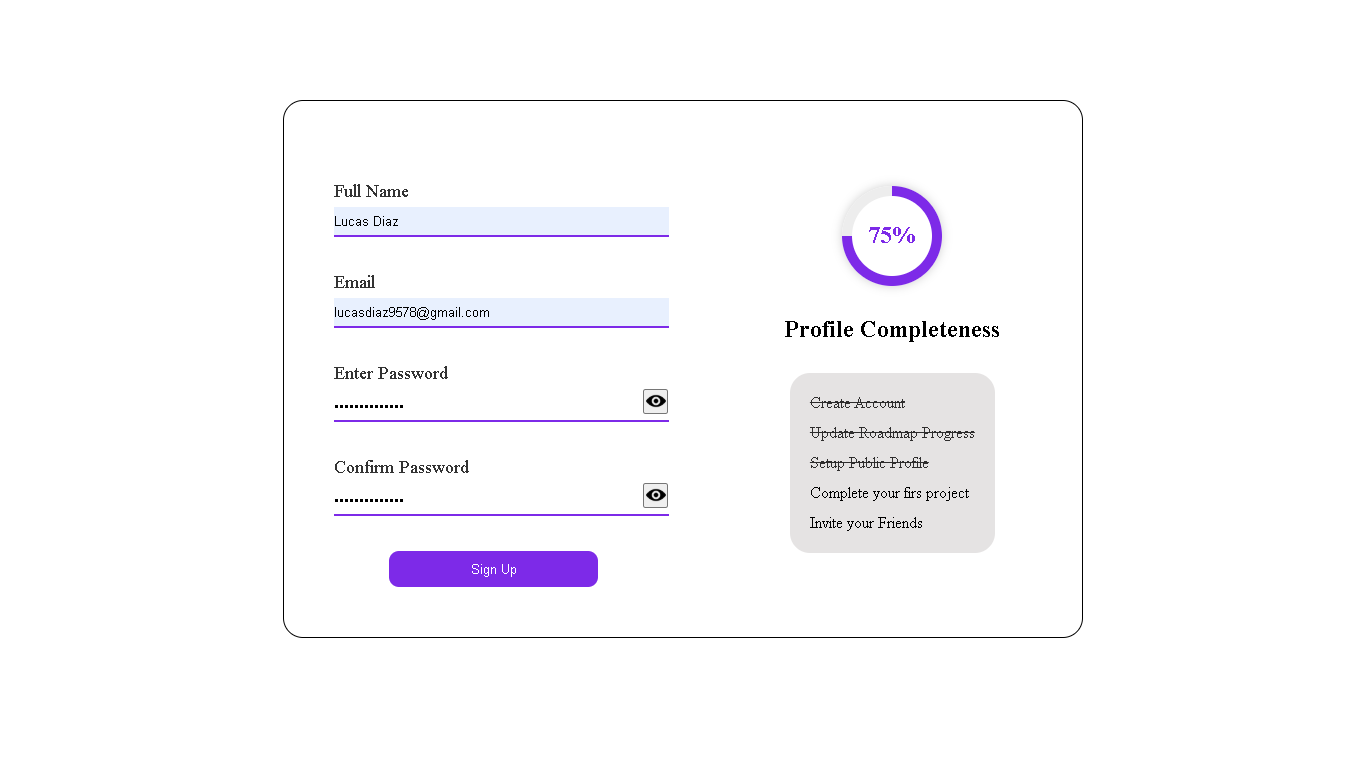 Full Name
Lucas Diaz
Email
lucasdiaz9578@gmail.com
Enter Password
••••••••••••••
Confirm Password
••••••••••••••
Sign Up
75%
Profile Completeness
Create Account
Update Roadmap Progress
Setup Public Profile
Complete your firs project
Invite your Friends